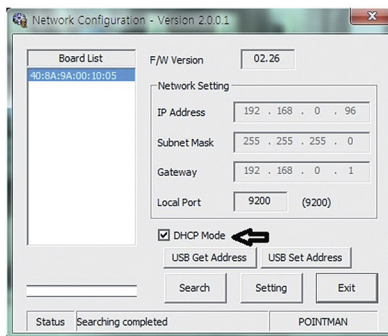 Network Configuration - Version 2.0.0.1
Board List
40:8A:9A:00:10:05
F/W Version 02.26
Network Setting
IP Address 192 . 168 . 0 . 96
Subnet Mask 255 . 255 . 255 . 0
Gateway 192 . 168 . 0 . 1
Local Port 9200 (9200)
DHCP Mode
USB Get Address USB Set Address
Search Setting Exit
Status Searching completed POINTMAN